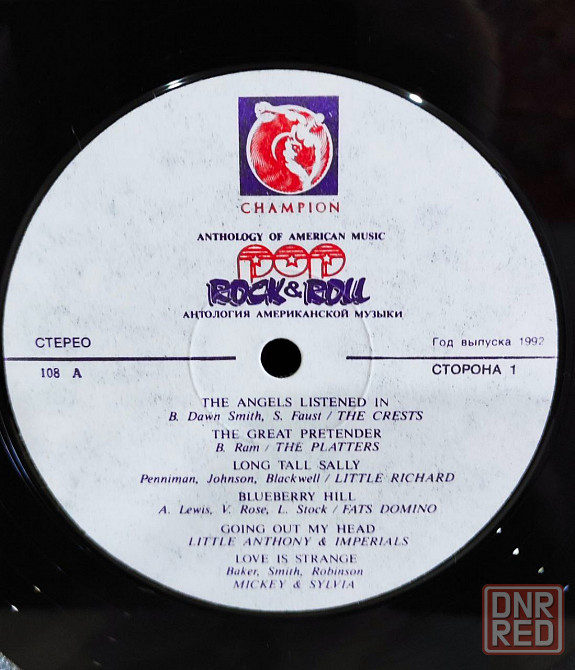 CHAMPION
ANTHOLOGY OF AMERICAN MUSIC
POP
ROCK & ROLL
АНТОЛОГИЯ АМЕРИКАНСКОЙ МУЗЫКИ
СТЕРЕО
Год выпуска 1992
108 A
СТОРОНА 1
THE ANGELS LISTENED IN
B. Dawn Smith, S. Faust / THE CRESTS
THE GREAT PRETENDER
B. Ram / THE PLATTERS
LONG TALL SALLY
Penniman, Johnson, Blackwell / LITTLE RICHARD
BLUEBERRY HILL
A. Lewis, V. Rose, L. Stock / FATS DOMINO
GOING OUT MY HEAD
LITTLE ANTHONY & IMPERIALS
LOVE IS STRANGE
Baker, Smith, Robinson
MICKEY & SYLVIA
DNR
RED